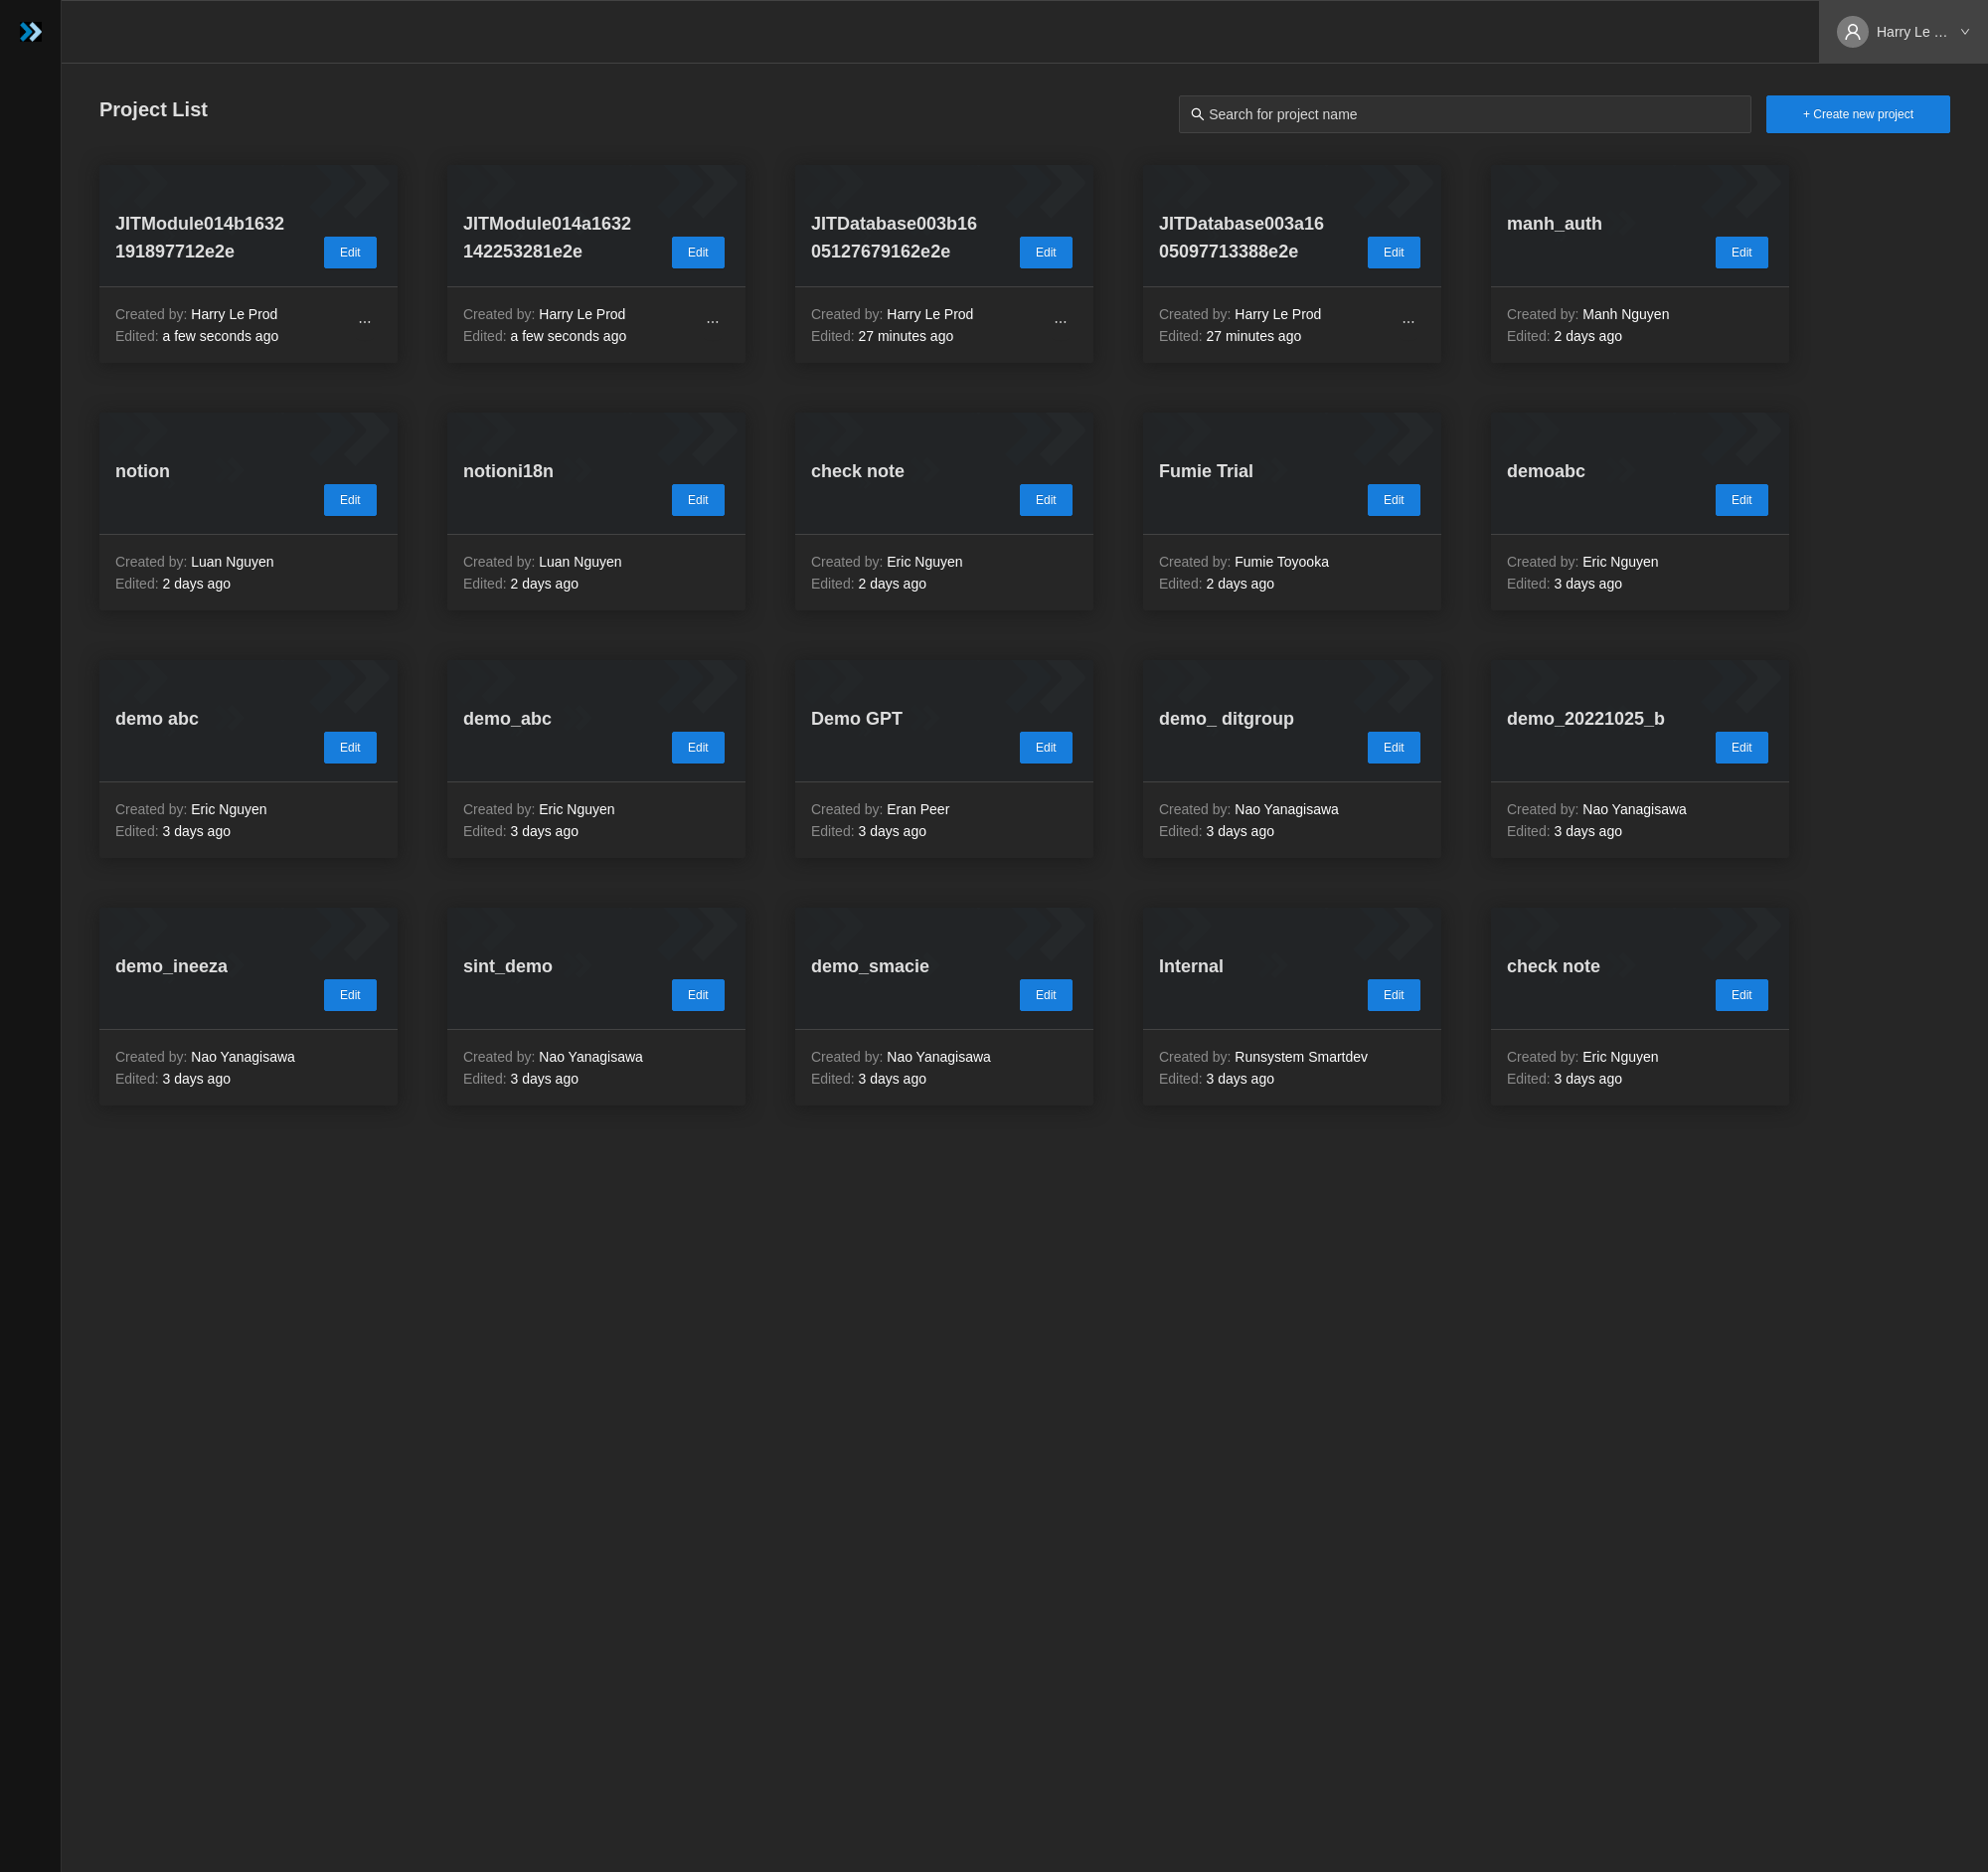 Harry Le ...
Project List
Search for project name
+ Create new project
JITModule014b1632
191897712e2e
Edit
Created by: Harry Le Prod
Edited: a few seconds ago
...
JITModule014a1632
142253281e2e
Edit
Created by: Harry Le Prod
Edited: a few seconds ago
...
JITDatabase003b16
05127679162e2e
Edit
Created by: Harry Le Prod
Edited: 27 minutes ago
...
JITDatabase003a16
05097713388e2e
Edit
Created by: Harry Le Prod
Edited: 27 minutes ago
...
manh_auth
Edit
Created by: Manh Nguyen
Edited: 2 days ago
notion
Edit
Created by: Luan Nguyen
Edited: 2 days ago
notioni18n
Edit
Created by: Luan Nguyen
Edited: 2 days ago
check note
Edit
Created by: Eric Nguyen
Edited: 2 days ago
Fumie Trial
Edit
Created by: Fumie Toyooka
Edited: 2 days ago
demoabc
Edit
Created by: Eric Nguyen
Edited: 3 days ago
demo abc
Edit
Created by: Eric Nguyen
Edited: 3 days ago
demo_abc
Edit
Created by: Eric Nguyen
Edited: 3 days ago
Demo GPT
Edit
Created by: Eran Peer
Edited: 3 days ago
demo_ ditgroup
Edit
Created by: Nao Yanagisawa
Edited: 3 days ago
demo_20221025_b
Edit
Created by: Nao Yanagisawa
Edited: 3 days ago
demo_ineeza
Edit
Created by: Nao Yanagisawa
Edited: 3 days ago
sint_demo
Edit
Created by: Nao Yanagisawa
Edited: 3 days ago
demo_smacie
Edit
Created by: Nao Yanagisawa
Edited: 3 days ago
Internal
Edit
Created by: Runsystem Smartdev
Edited: 3 days ago
check note
Edit
Created by: Eric Nguyen
Edited: 3 days ago